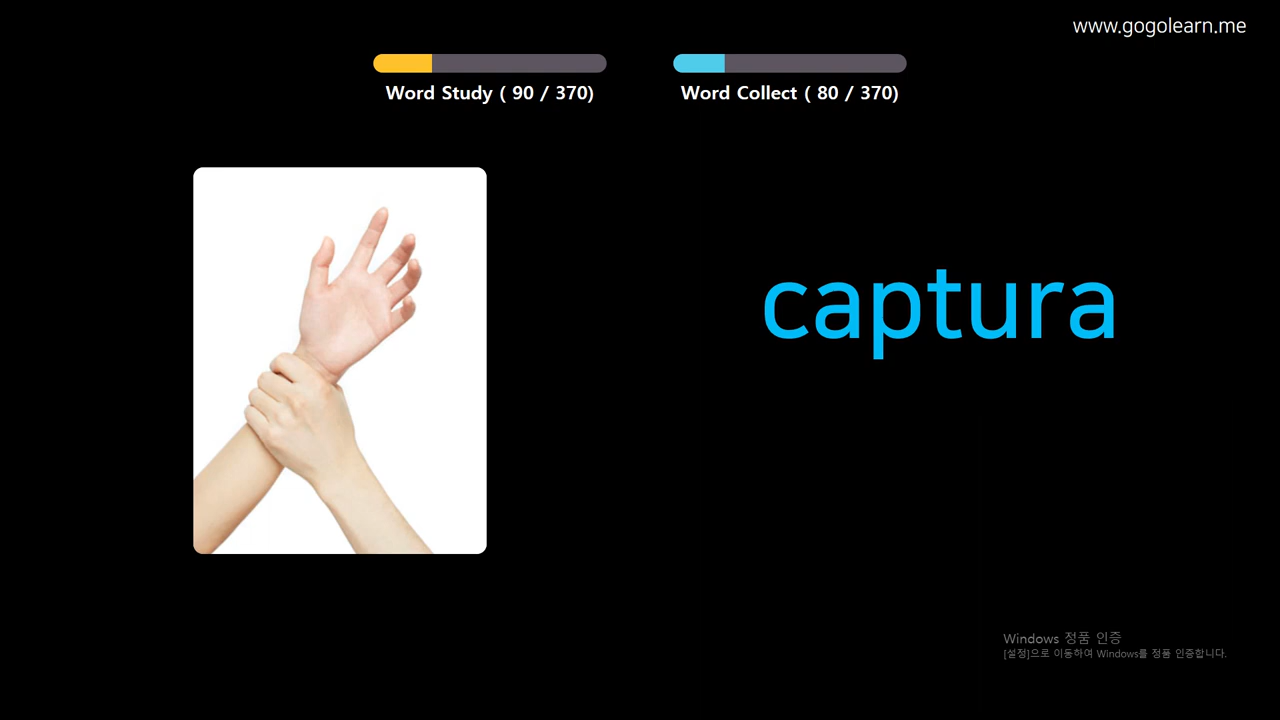 www.gogolearn.me
Word Study ( 90 / 370)
Word Collect ( 80 / 370)
captura
Windows 정품 인증
[설정]으로 이동하여 Windows를 정품 인증합니다.